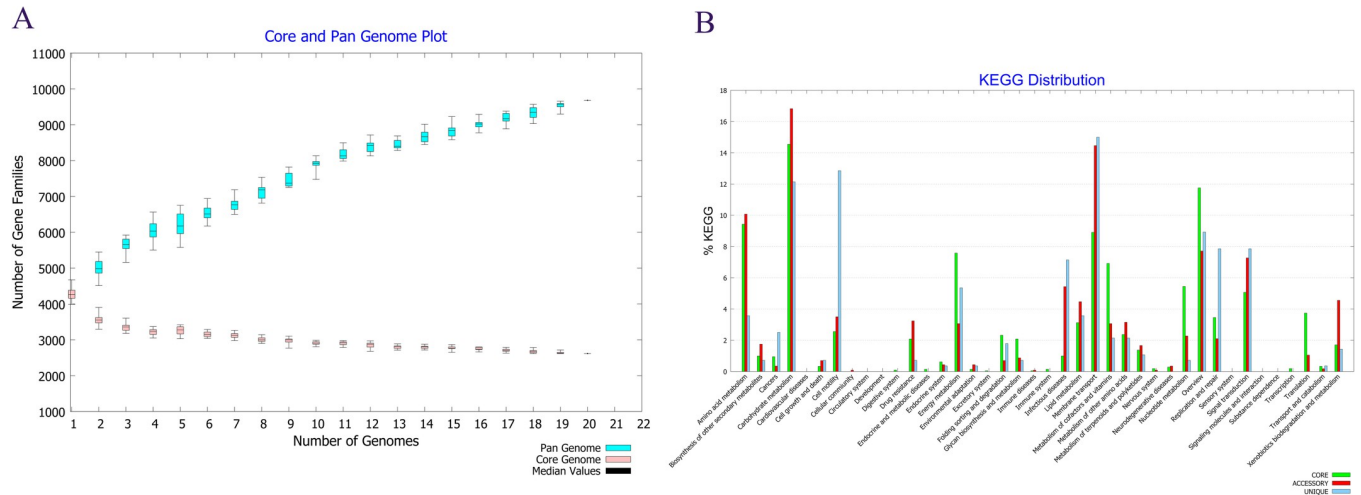 A
Core and Pan Genome Plot
Number of Gene Families
11000
10000
9000
8000
7000
6000
5000
4000
3000
2000
1000
1 2 3 4 5 6 7 8 9 10 11 12 13 14 15 16 17 18 19 20 22
Number of Genomes
Pan Genome
Core Genome
Median Values
B
KEGG Distribution
% KEGG
18
16
14
12
10
8
6
4
2
0
Amino acid metabolism
Biosynthesis of other secondary metabolites
Cancers
Carbohydrate metabolism
Cardiovascular diseases
Cell growth and death
Cell motility
Cellular community
Circulatory system
Development
Digestive system
Drug resistance
Endocrine and metabolic diseases
Endocrine system
Energy metabolism
Environmental adaptation
Excretory system
Folding sorting and degradation
Glycan biosynthesis and metabolism
Immune diseases
Immune system
Infectious diseases
Lipid metabolism
Membrane transport
Metabolism of cofactors and vitamins
Metabolism of other amino acids
Metabolism of terpenoids and polyketides
Nervous system
Neurodegenerative diseases
Nucleotide metabolism
Overview
Replication and repair
Sensory system
Signal transduction
Signaling molecules and interaction
Substance dependence
Transcription
Translation
Transport and catabolism
Xenobiotics biodegradation and metabolism
CORE
ACCESSORY
UNIQUE